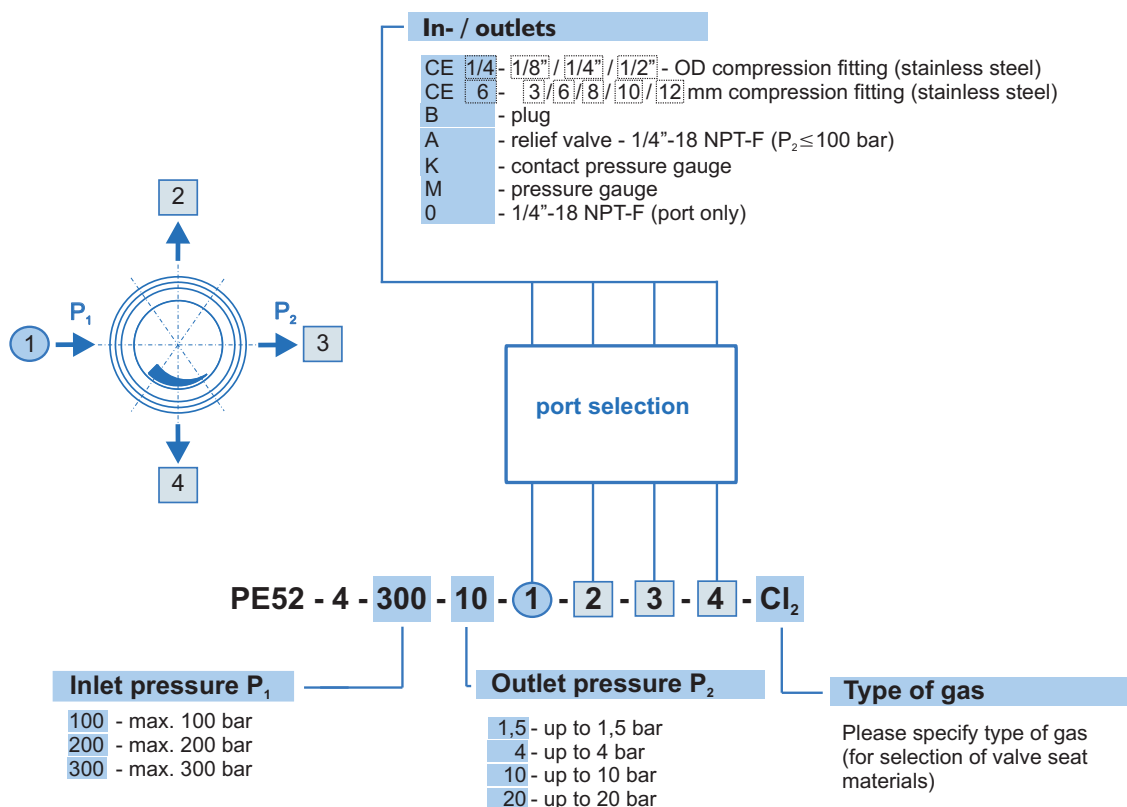 In- / outlets
CE 1/4 - 1/8” / 1/4” / 1/2” - OD compression fitting (stainless steel)
CE 6 - 3 / 6 / 8 / 10 / 12 mm compression fitting (stainless steel)
B - plug
A - relief valve - 1/4”-18 NPT-F (P₂≤100 bar)
K - contact pressure gauge
M - pressure gauge
0 - 1/4”-18 NPT-F (port only)
2
P₁
P₂
1
3
4
port selection
PE52 - 4 - 300 - 10 - 1 - 2 - 3 - 4 - Cl₂
Inlet pressure P₁
100 - max. 100 bar
200 - max. 200 bar
300 - max. 300 bar
Outlet pressure P₂
1,5 - up to 1,5 bar
4 - up to 4 bar
10 - up to 10 bar
20 - up to 20 bar
Type of gas
Please specify type of gas
(for selection of valve seat
materials)